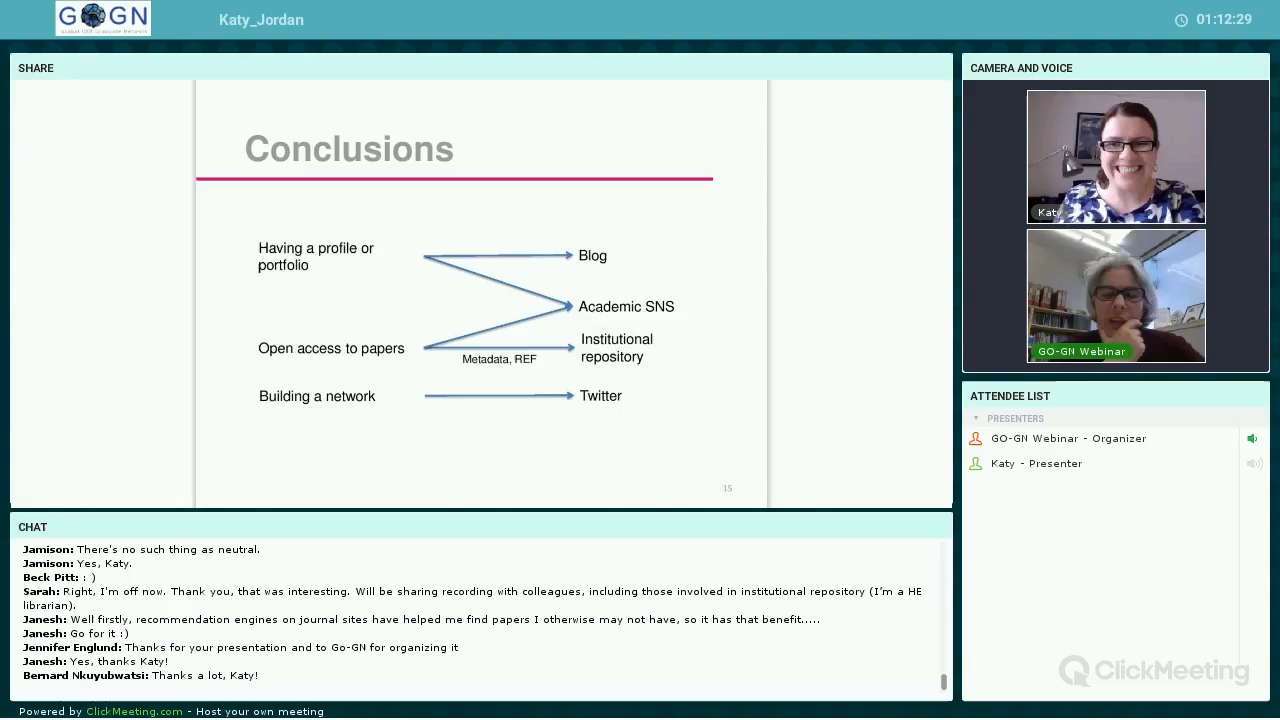 GOGN
Global OER Graduate Network
Katy_Jordan
01:12:29
SHARE
Conclusions
Having a profile or
portfolio
Blog
Academic SNS
Open access to papers
Metadata, REF
Institutional
repository
Building a network
Twitter
15
CAMERA AND VOICE
Katy
GO-GN Webinar
ATTENDEE LIST
PRESENTERS
GO-GN Webinar - Organizer
Katy - Presenter
CHAT
Jamison: There's no such thing as neutral.
Jamison: Yes, Katy.
Beck Pitt: : )
Sarah: Right, I'm off now. Thank you, that was interesting. Will be sharing recording with colleagues, including those involved in institutional repository (I'm a HE
librarian).
Janesh: Well firstly, recommendation engines on journal sites have helped me find papers I otherwise may not have, so it has that benefit.....
Janesh: Go for it :)
Jennifer Englund: Thanks for your presentation and to Go-GN for organizing it
Janesh: Yes, thanks Katy!
Bernard Nkuyubwatsi: Thanks a lot, Katy!
ClickMeeting
Powered by ClickMeeting.com - Host your own meeting